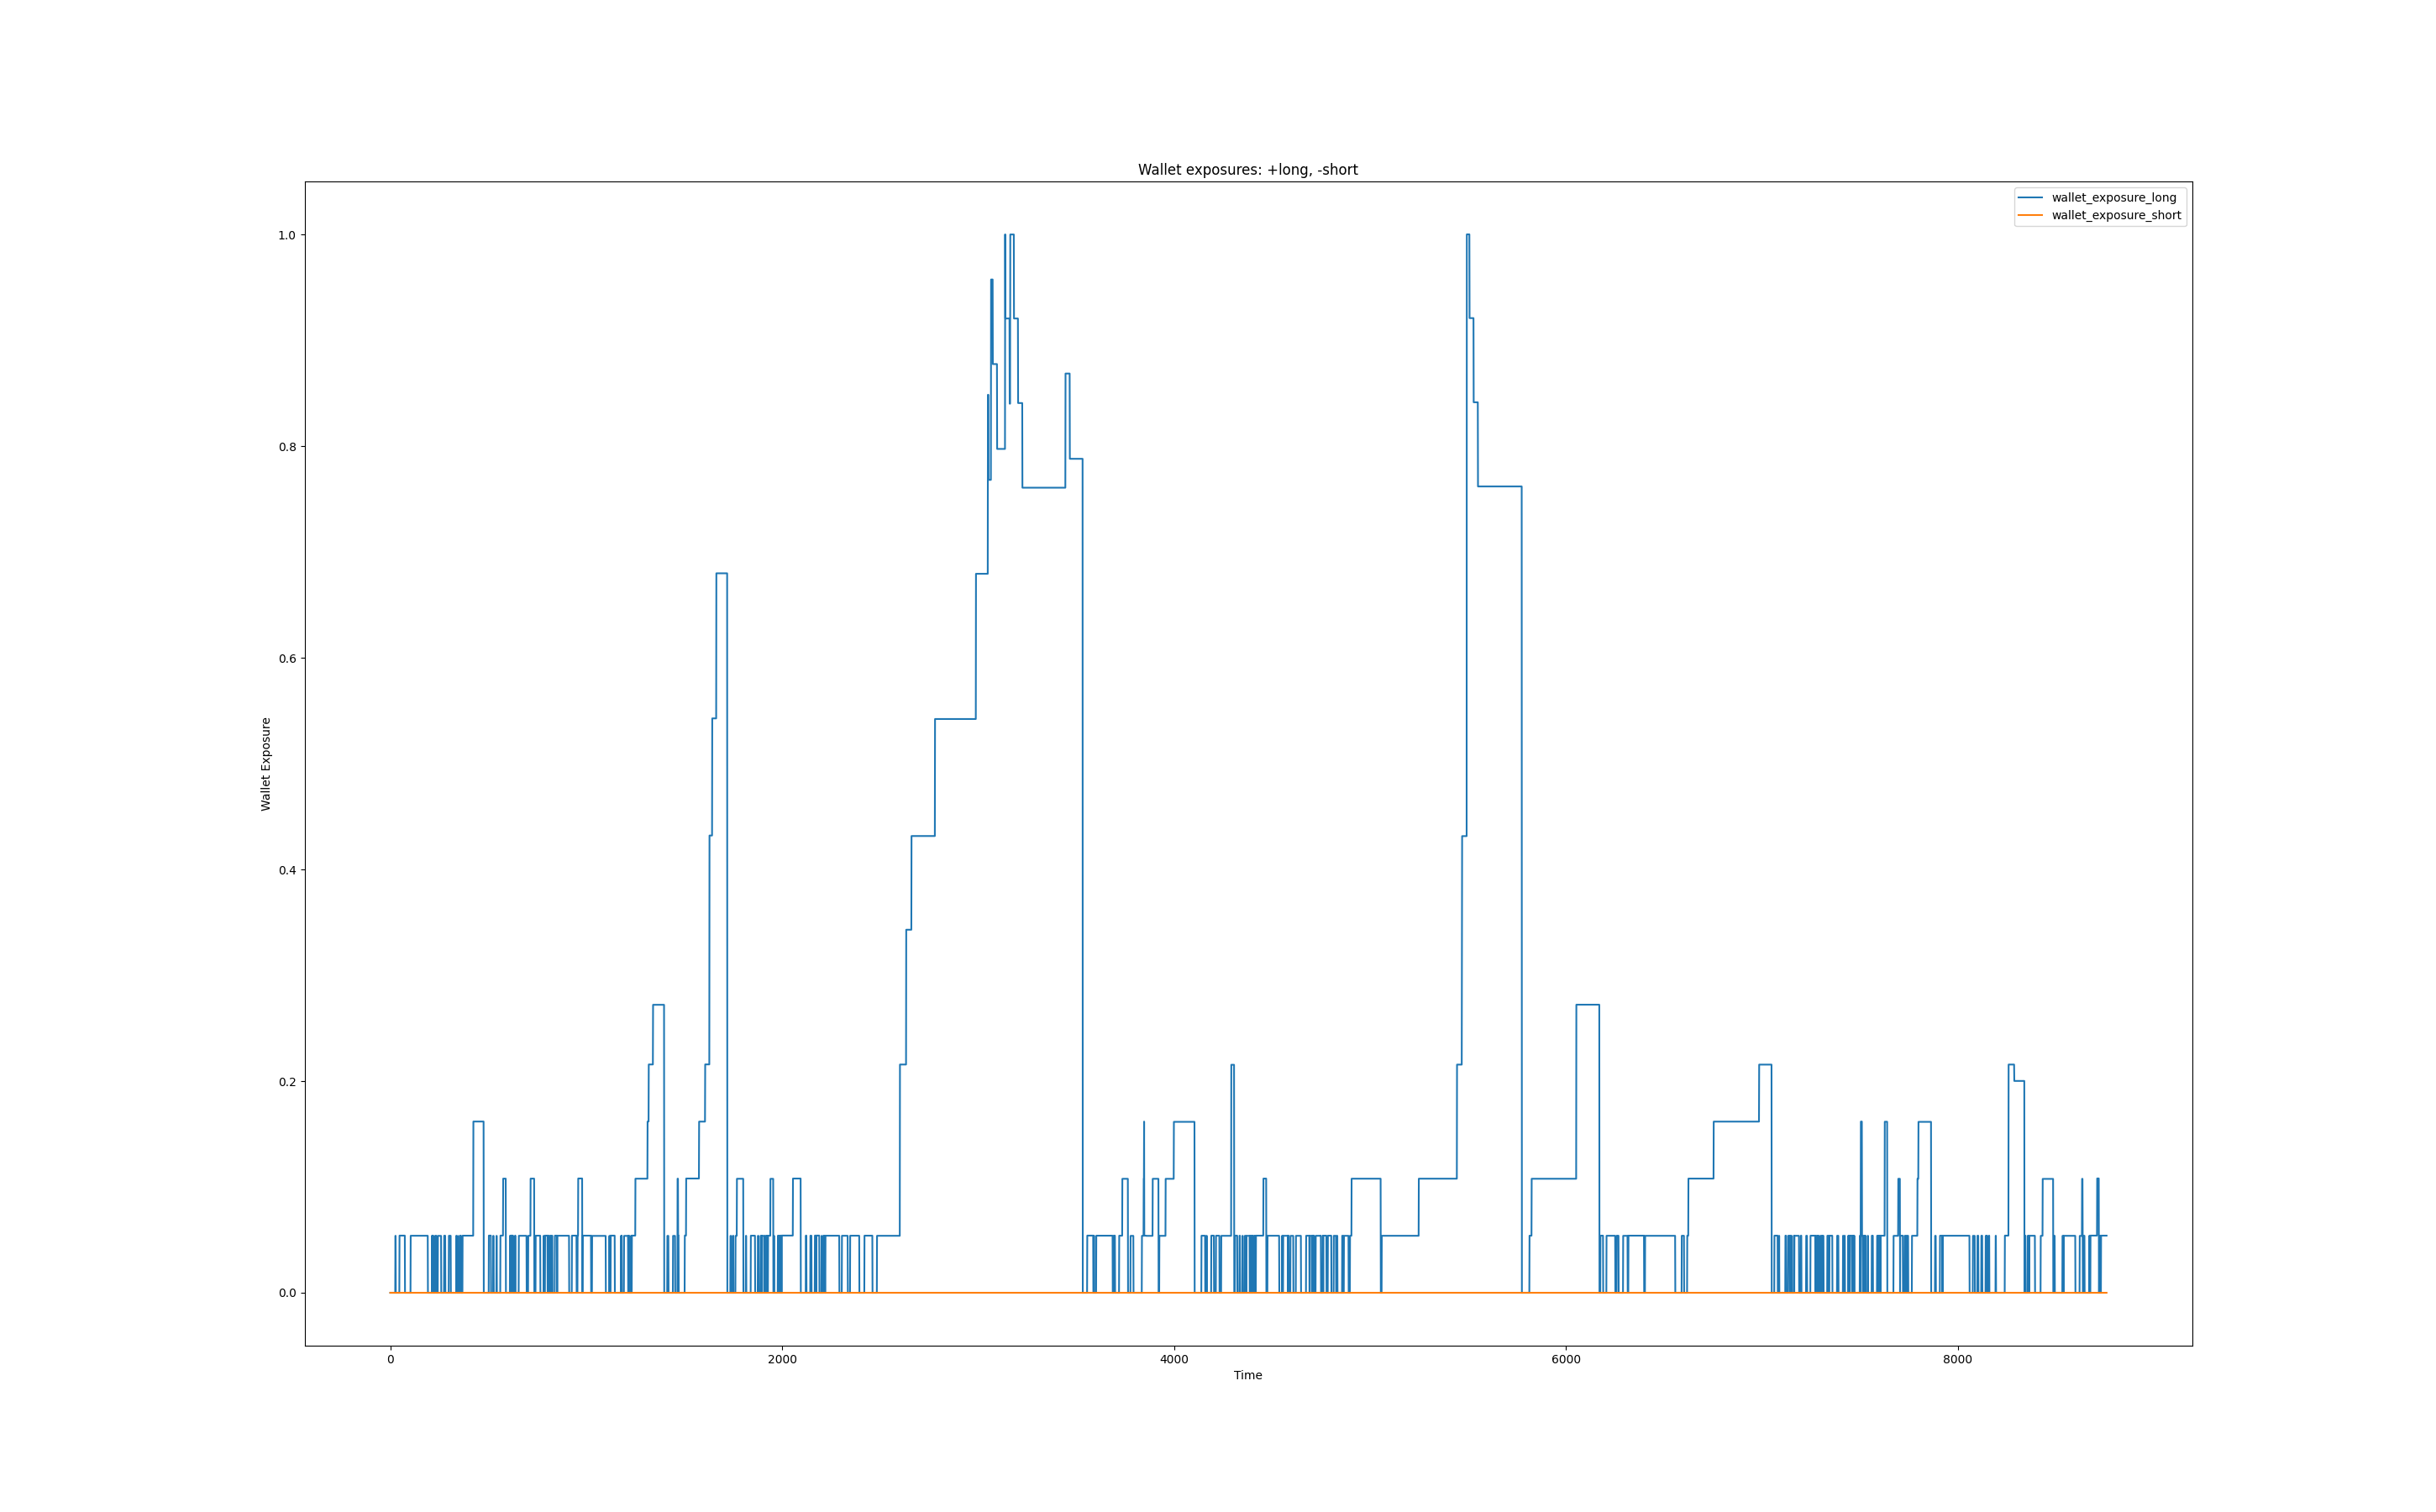 Wallet exposures: +long, -short
wallet_exposure_long
wallet_exposure_short
1.0
0.8
0.6
0.4
0.2
0.0
Wallet Exposure
0 2000 4000 6000 8000
Time